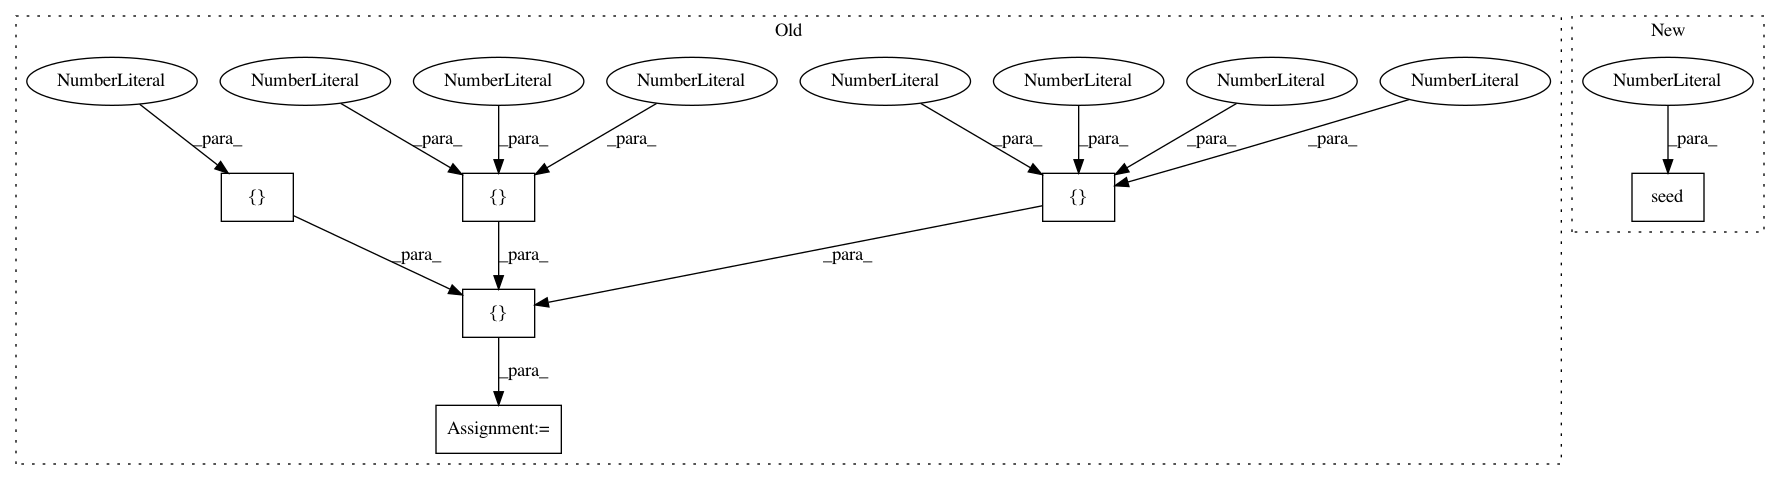 Old
New
NumberLiteral NumberLiteral NumberLiteral NumberLiteral NumberLiteral NumberLiteral NumberLiteral NumberLiteral NumberLiteral
_para_ _para_ _para_ _para_ _para_ _para_ _para_ _para_ _para_
{} {} {} seed
_para_ _para_ _para_
{}
_para_
Assignment:=